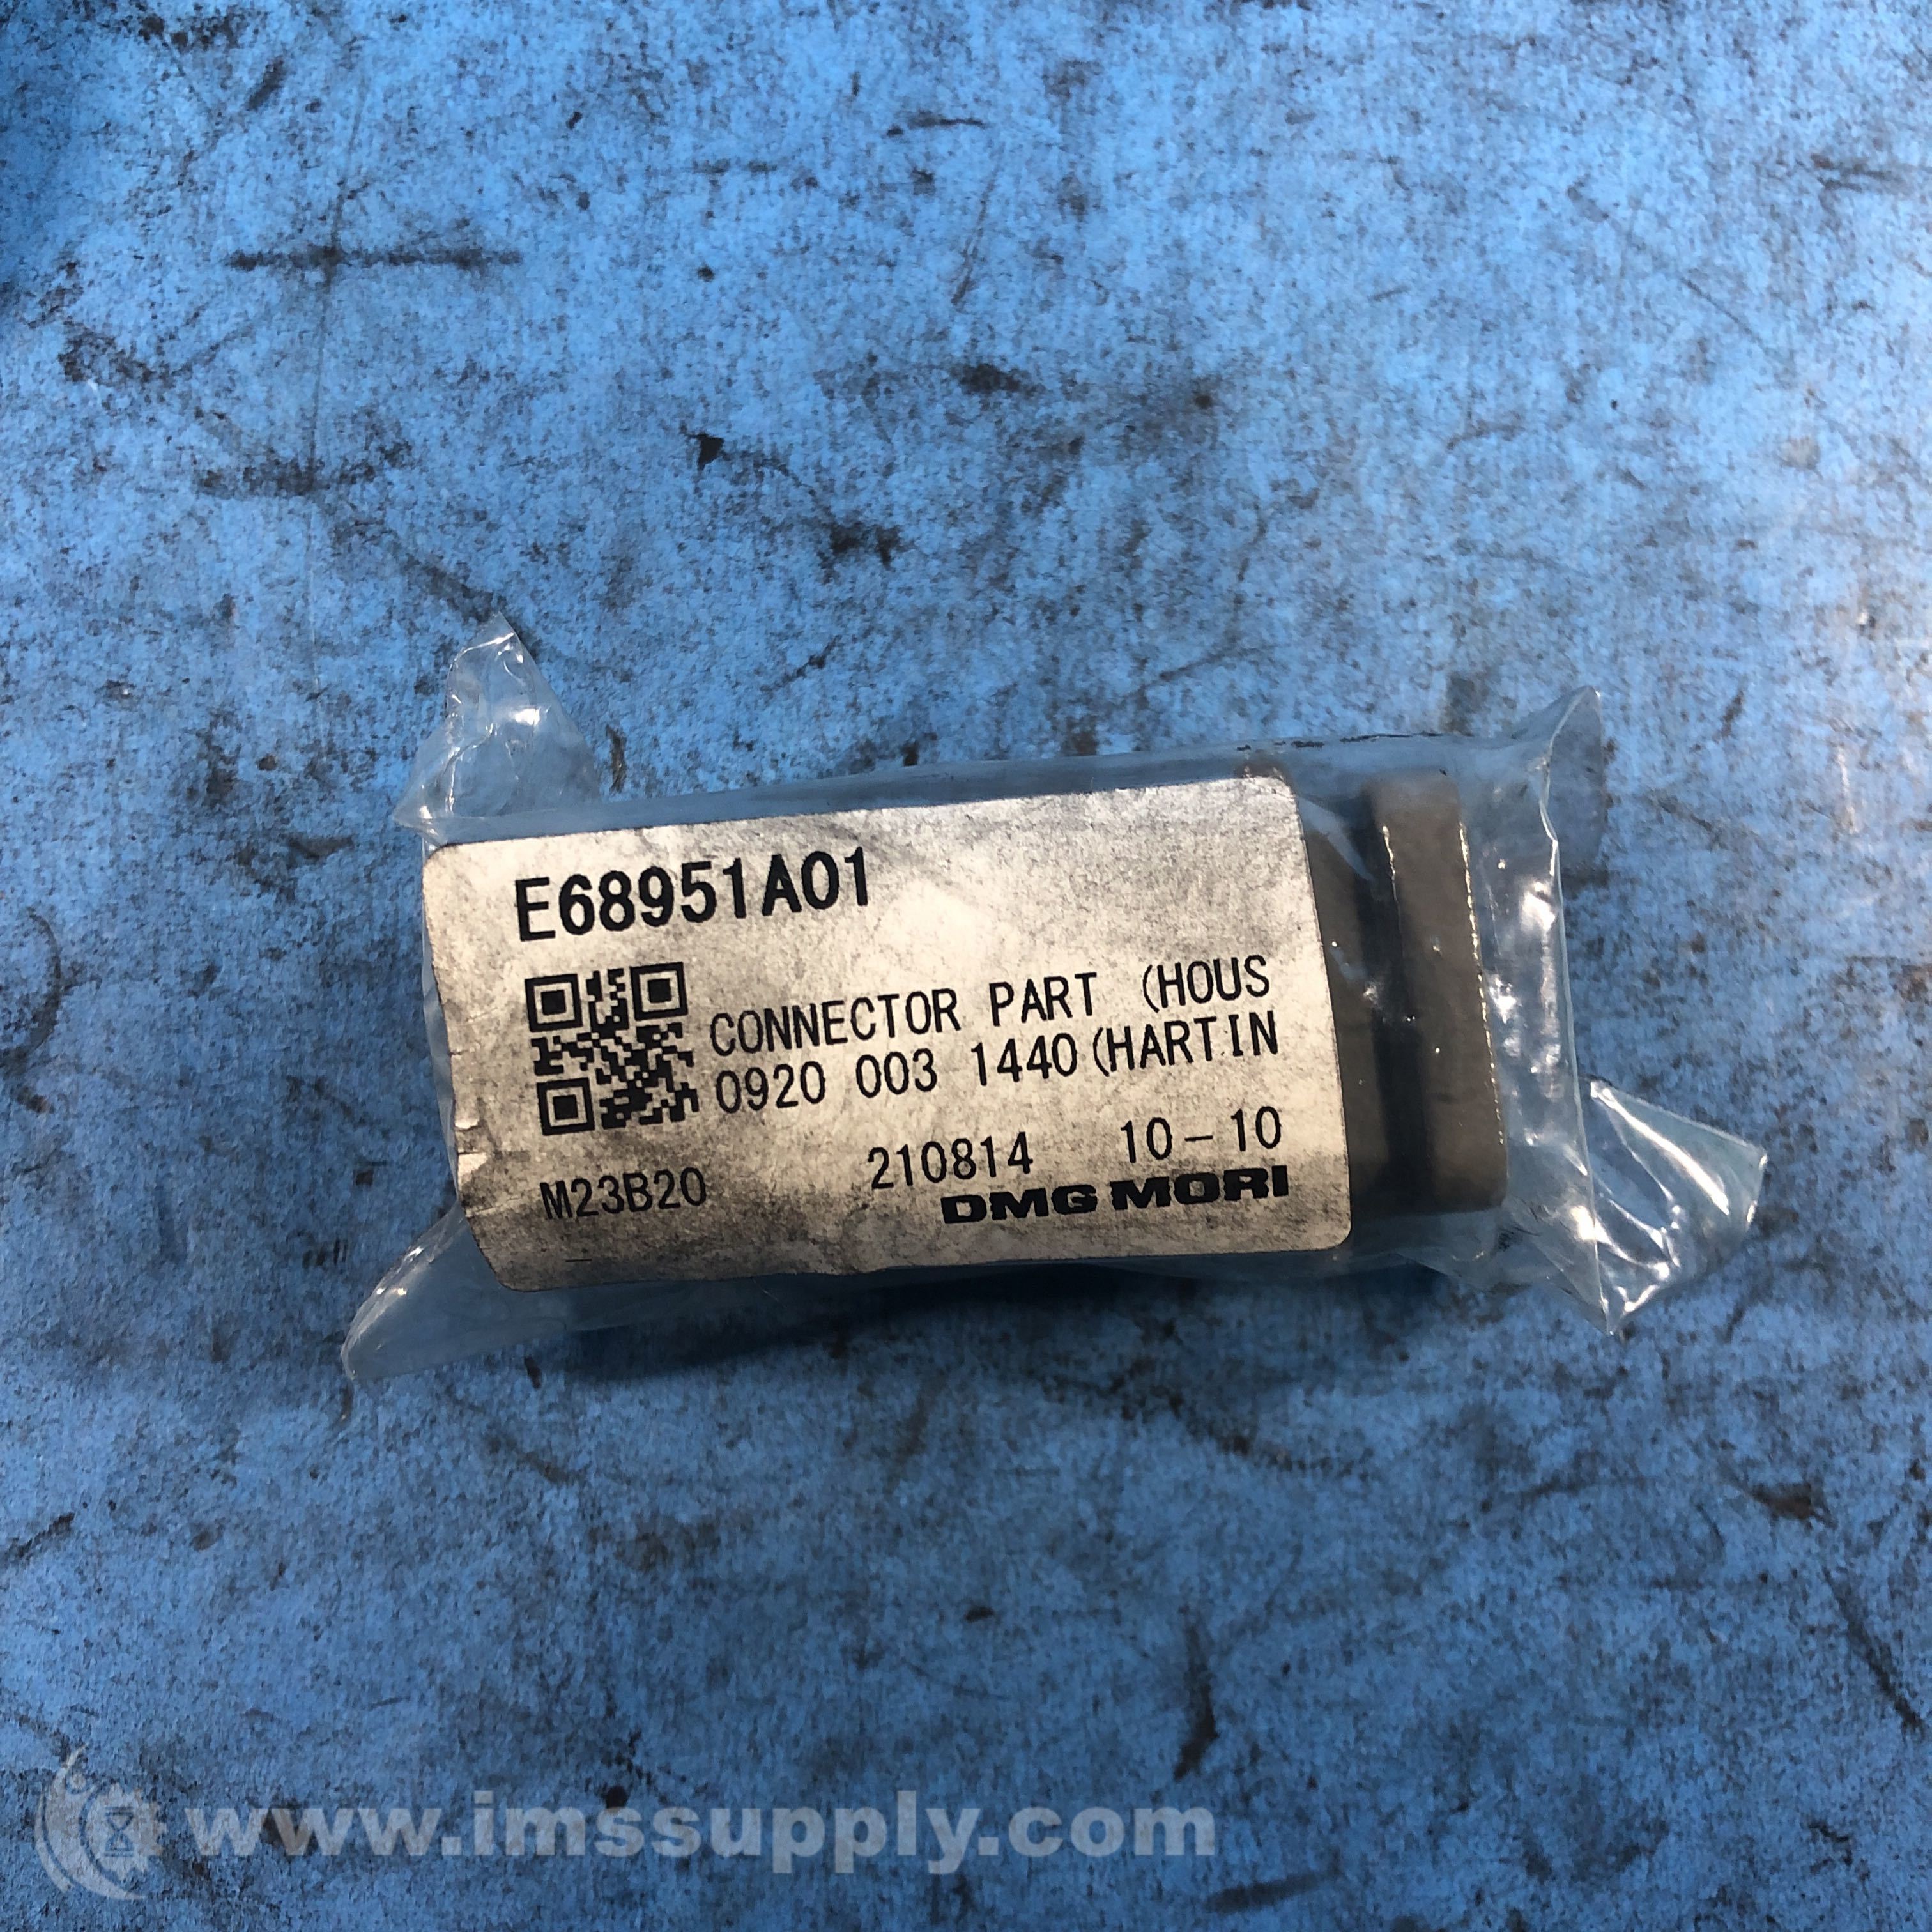 E68951A01
CONNECTOR PART (HOUS
0920 003 1440(HARTIN
M23B20 210814 10-10
DMG MORI
www.imssupply.com